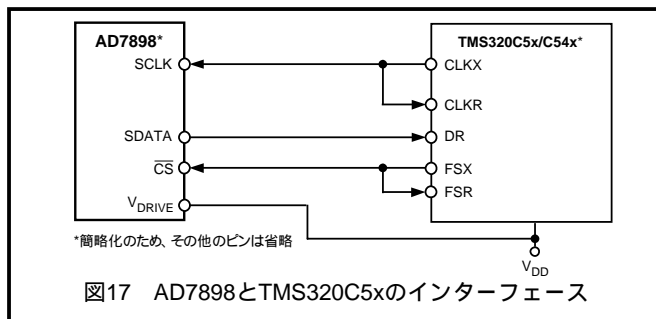 AD7898*
SCLK
SDATA
C̅S̅
VDRIVE
*簡略化のため、その他のピンは省略
TMS320C5x/C54x*
CLKX
CLKR
DR
FSX
FSR
VDD
図17 AD7898とTMS320C5xのインターフェース